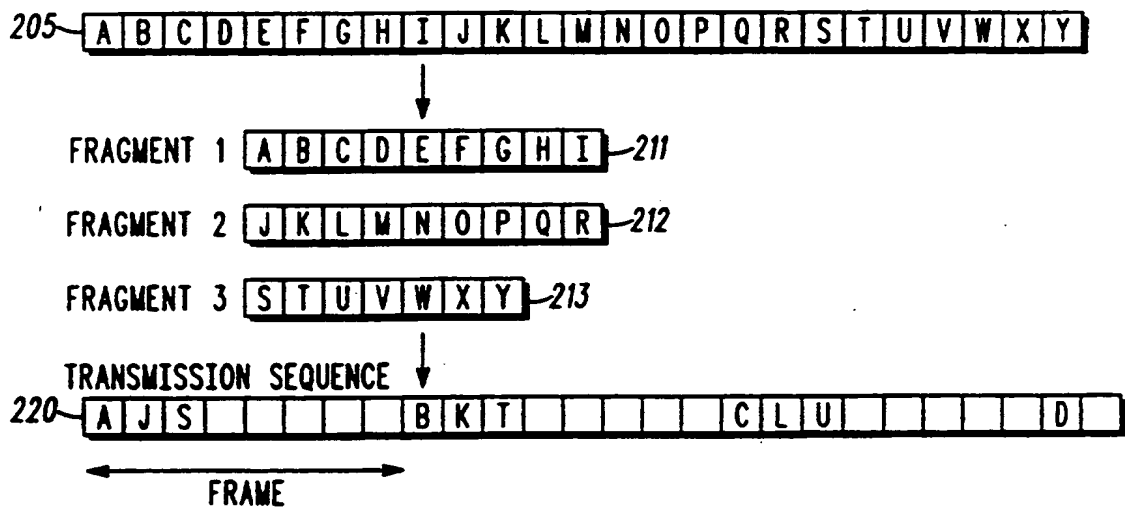 205 A B C D E F G H I J K L M N O P Q R S T U V W X Y
FRAGMENT 1 A B C D E F G H I 211
FRAGMENT 2 J K L M N O P Q R 212
FRAGMENT 3 S T U V W X Y 213
TRANSMISSION SEQUENCE
220 A J S B K T C L U D
FRAME